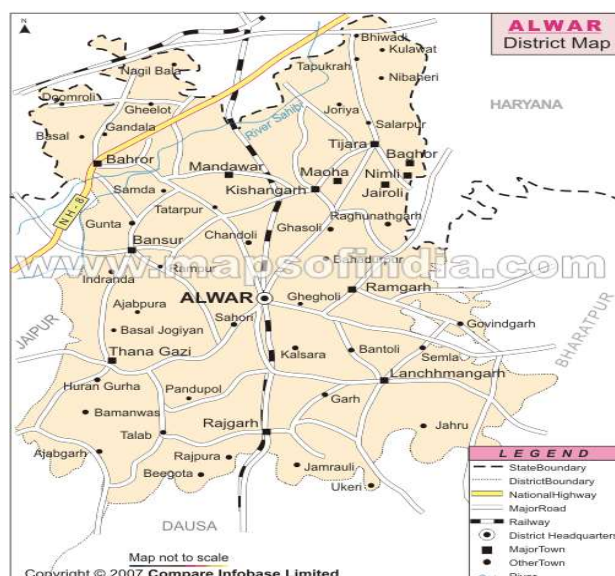 N
ALWAR
District Map
Bhiwadi
Kulawat
Nagil Bala
Tapukrah
Nibaheri
Doomroli
Gheelot
Joriya
HARYANA
River Sahibi
Salarpur
Basal
Gandala
Tijara
Baghor
Bahror
Mandawar
Maoha
Nimli
Kishangarh
Jairoli
Samda
NH-8
Tatarpur
Raghunathgarh
Gunta
Ghasoli
Chandoli
Bansur
Bahadurpur
www.mapsofindia.com
Rampur
Indranda
Ramgarh
ALWAR
Ghegholi
Ajabpura
Govindgarh
Sahori
JAIPUR
Basal Jogiyan
BHARATPUR
Kalsara
Bantoli
Semla
Thana Gazi
Lanchhmangarh
Huran Gurha
Pandupol
Garh
Bamanwas
Talab
Rajgarh
Jahru
Ajabgarh
Rajpura
Jamrauli
Beegota
Ukeri
DAUSA
LEGEND
StateBoundary
DistrictBoundary
NationalHighway
MajorRoad
Railway
District Headquarters
MajorTown
OtherTown
River
Map not to scale
Copyright © 2007 Compare Infobase Limited